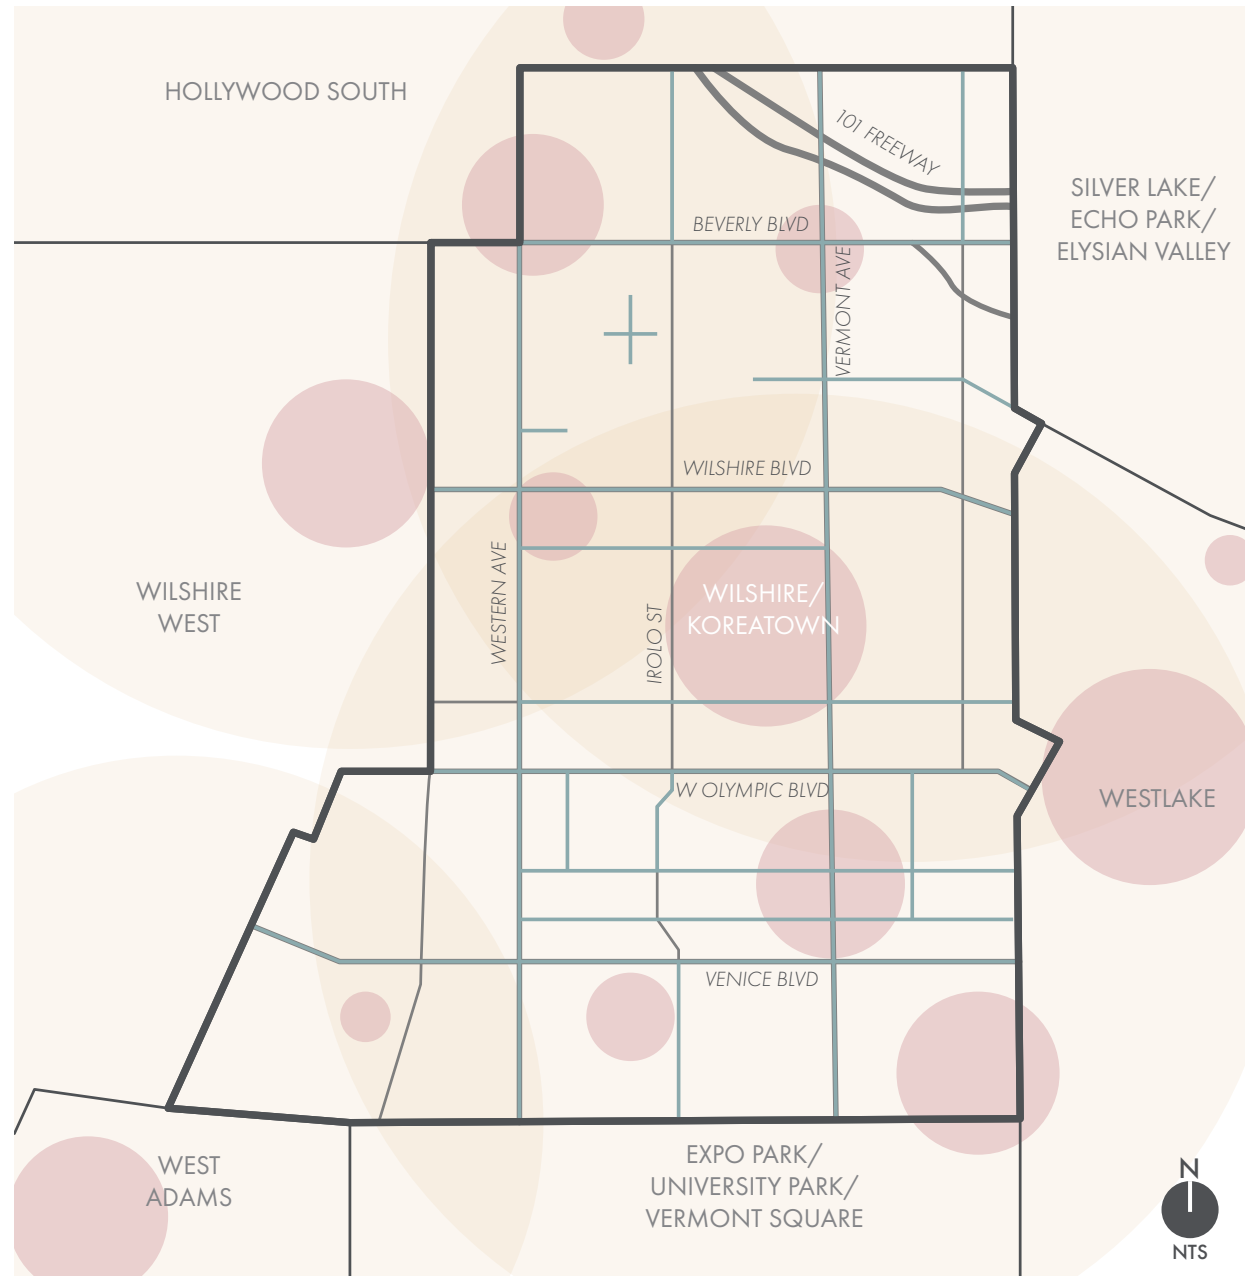 HOLLYWOOD SOUTH
101 FREEWAY
SILVER LAKE/
ECHO PARK/
ELYSIAN VALLEY
BEVERLY BLVD
VERMONT AVE
WILSHIRE BLVD
WESTERN AVE
WILSHIRE
WEST
WILSHIRE/
KOREATOWN
IROLO ST
W OLYMPIC BLVD
WESTLAKE
VENICE BLVD
WEST
ADAMS
EXPO PARK/
UNIVERSITY PARK/
VERMONT SQUARE
N
NTS